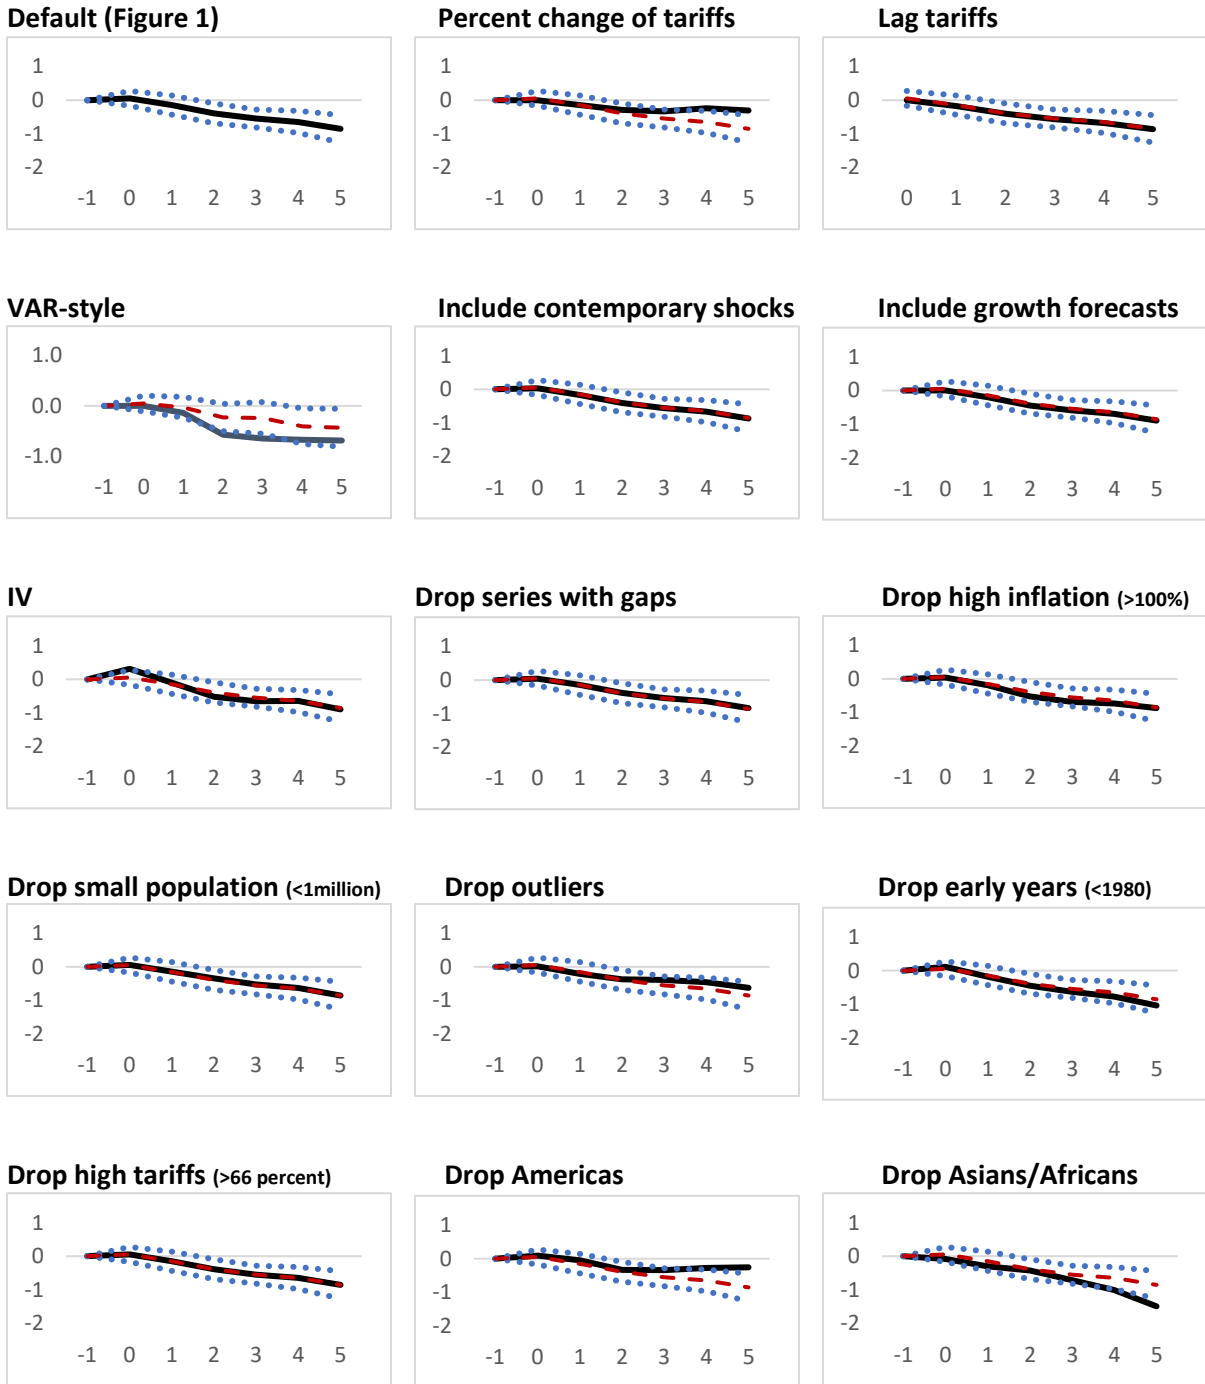 Default (Figure 1)
1
0
-1
-2
-1 0 1 2 3 4 5
Percent change of tariffs
1
0
-1
-2
-1 0 1 2 3 4 5
Lag tariffs
1
0
-1
-2
0 1 2 3 4 5
VAR-style
1.0
0.0
-1.0
-1 0 1 2 3 4 5
Include contemporary shocks
1
0
-1
-2
-1 0 1 2 3 4 5
Include growth forecasts
1
0
-1
-2
-1 0 1 2 3 4 5
IV
1
0
-1
-2
-1 0 1 2 3 4 5
Drop series with gaps
1
0
-1
-2
-1 0 1 2 3 4 5
Drop high inflation (>100%)
1
0
-1
-2
-1 0 1 2 3 4 5
Drop small population (<1million)
1
0
-1
-2
-1 0 1 2 3 4 5
Drop outliers
1
0
-1
-2
-1 0 1 2 3 4 5
Drop early years (<1980)
1
0
-1
-2
-1 0 1 2 3 4 5
Drop high tariffs (>66 percent)
1
0
-1
-2
-1 0 1 2 3 4 5
Drop Americas
1
0
-1
-2
-1 0 1 2 3 4 5
Drop Asians/Africans
1
0
-1
-2
-1 0 1 2 3 4 5